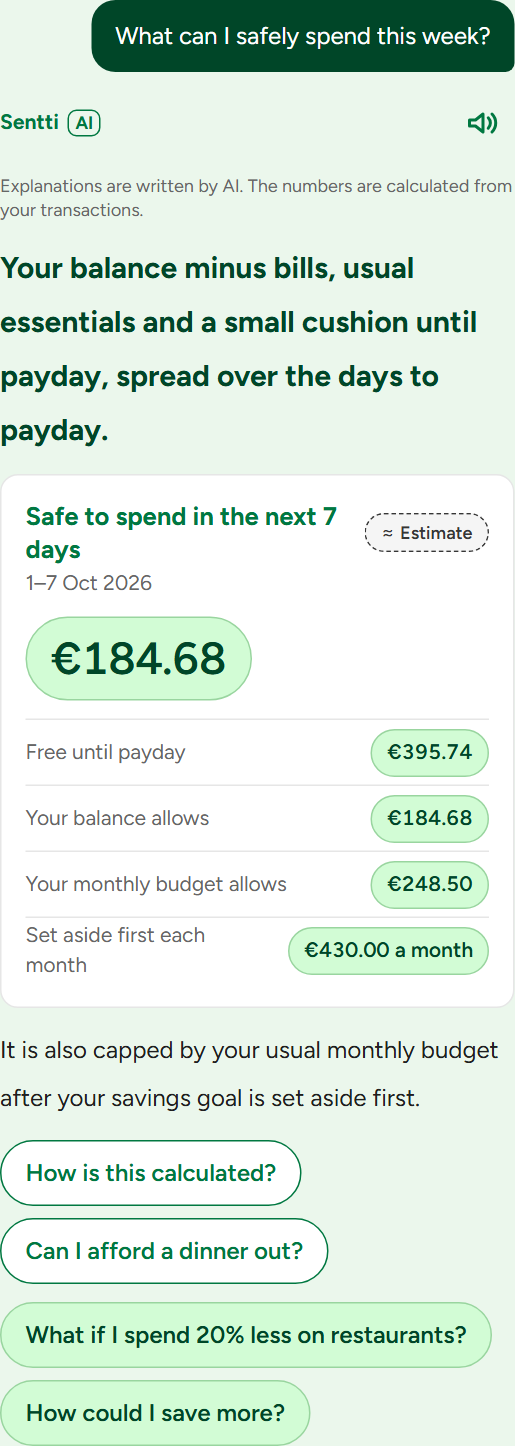 What can I safely spend this week?
Sentti AI
Explanations are written by AI. The numbers are calculated from
your transactions.
Your balance minus bills, usual
essentials and a small cushion until
payday, spread over the days to
payday.
Safe to spend in the next 7
days
≈ Estimate
1–7 Oct 2026
€184.68
Free until payday €395.74
Your balance allows €184.68
Your monthly budget allows €248.50
Set aside first each
month
€430.00 a month
It is also capped by your usual monthly budget
after your savings goal is set aside first.
How is this calculated?
Can I afford a dinner out?
What if I spend 20% less on restaurants?
How could I save more?